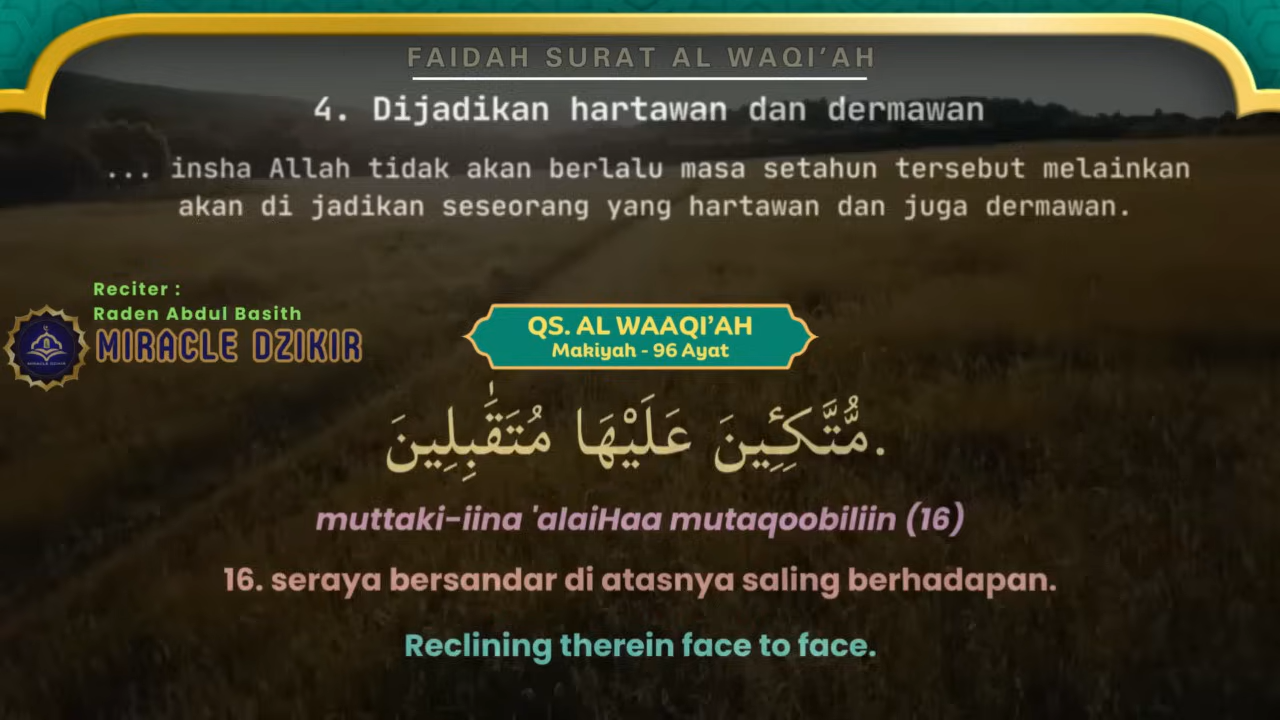 FAIDAH SURAT AL WAQI’AH
4. Dijadikan hartawan dan dermawan
... insha Allah tidak akan berlalu masa setahun tersebut melainkan
akan di jadikan seseorang yang hartawan dan juga dermawan.
Reciter :
Raden Abdul Basith
MIRACLE DZIKIR
QS. AL WAAQI’AH
Makiyah - 96 Ayat
مُّتَّكِـِٔينَ عَلَيْهَا مُتَقَٰبِلِينَ.
muttaki-iina 'alaiHaa mutaqoobiliin (16)
16. seraya bersandar di atasnya saling berhadapan.
Reclining therein face to face.